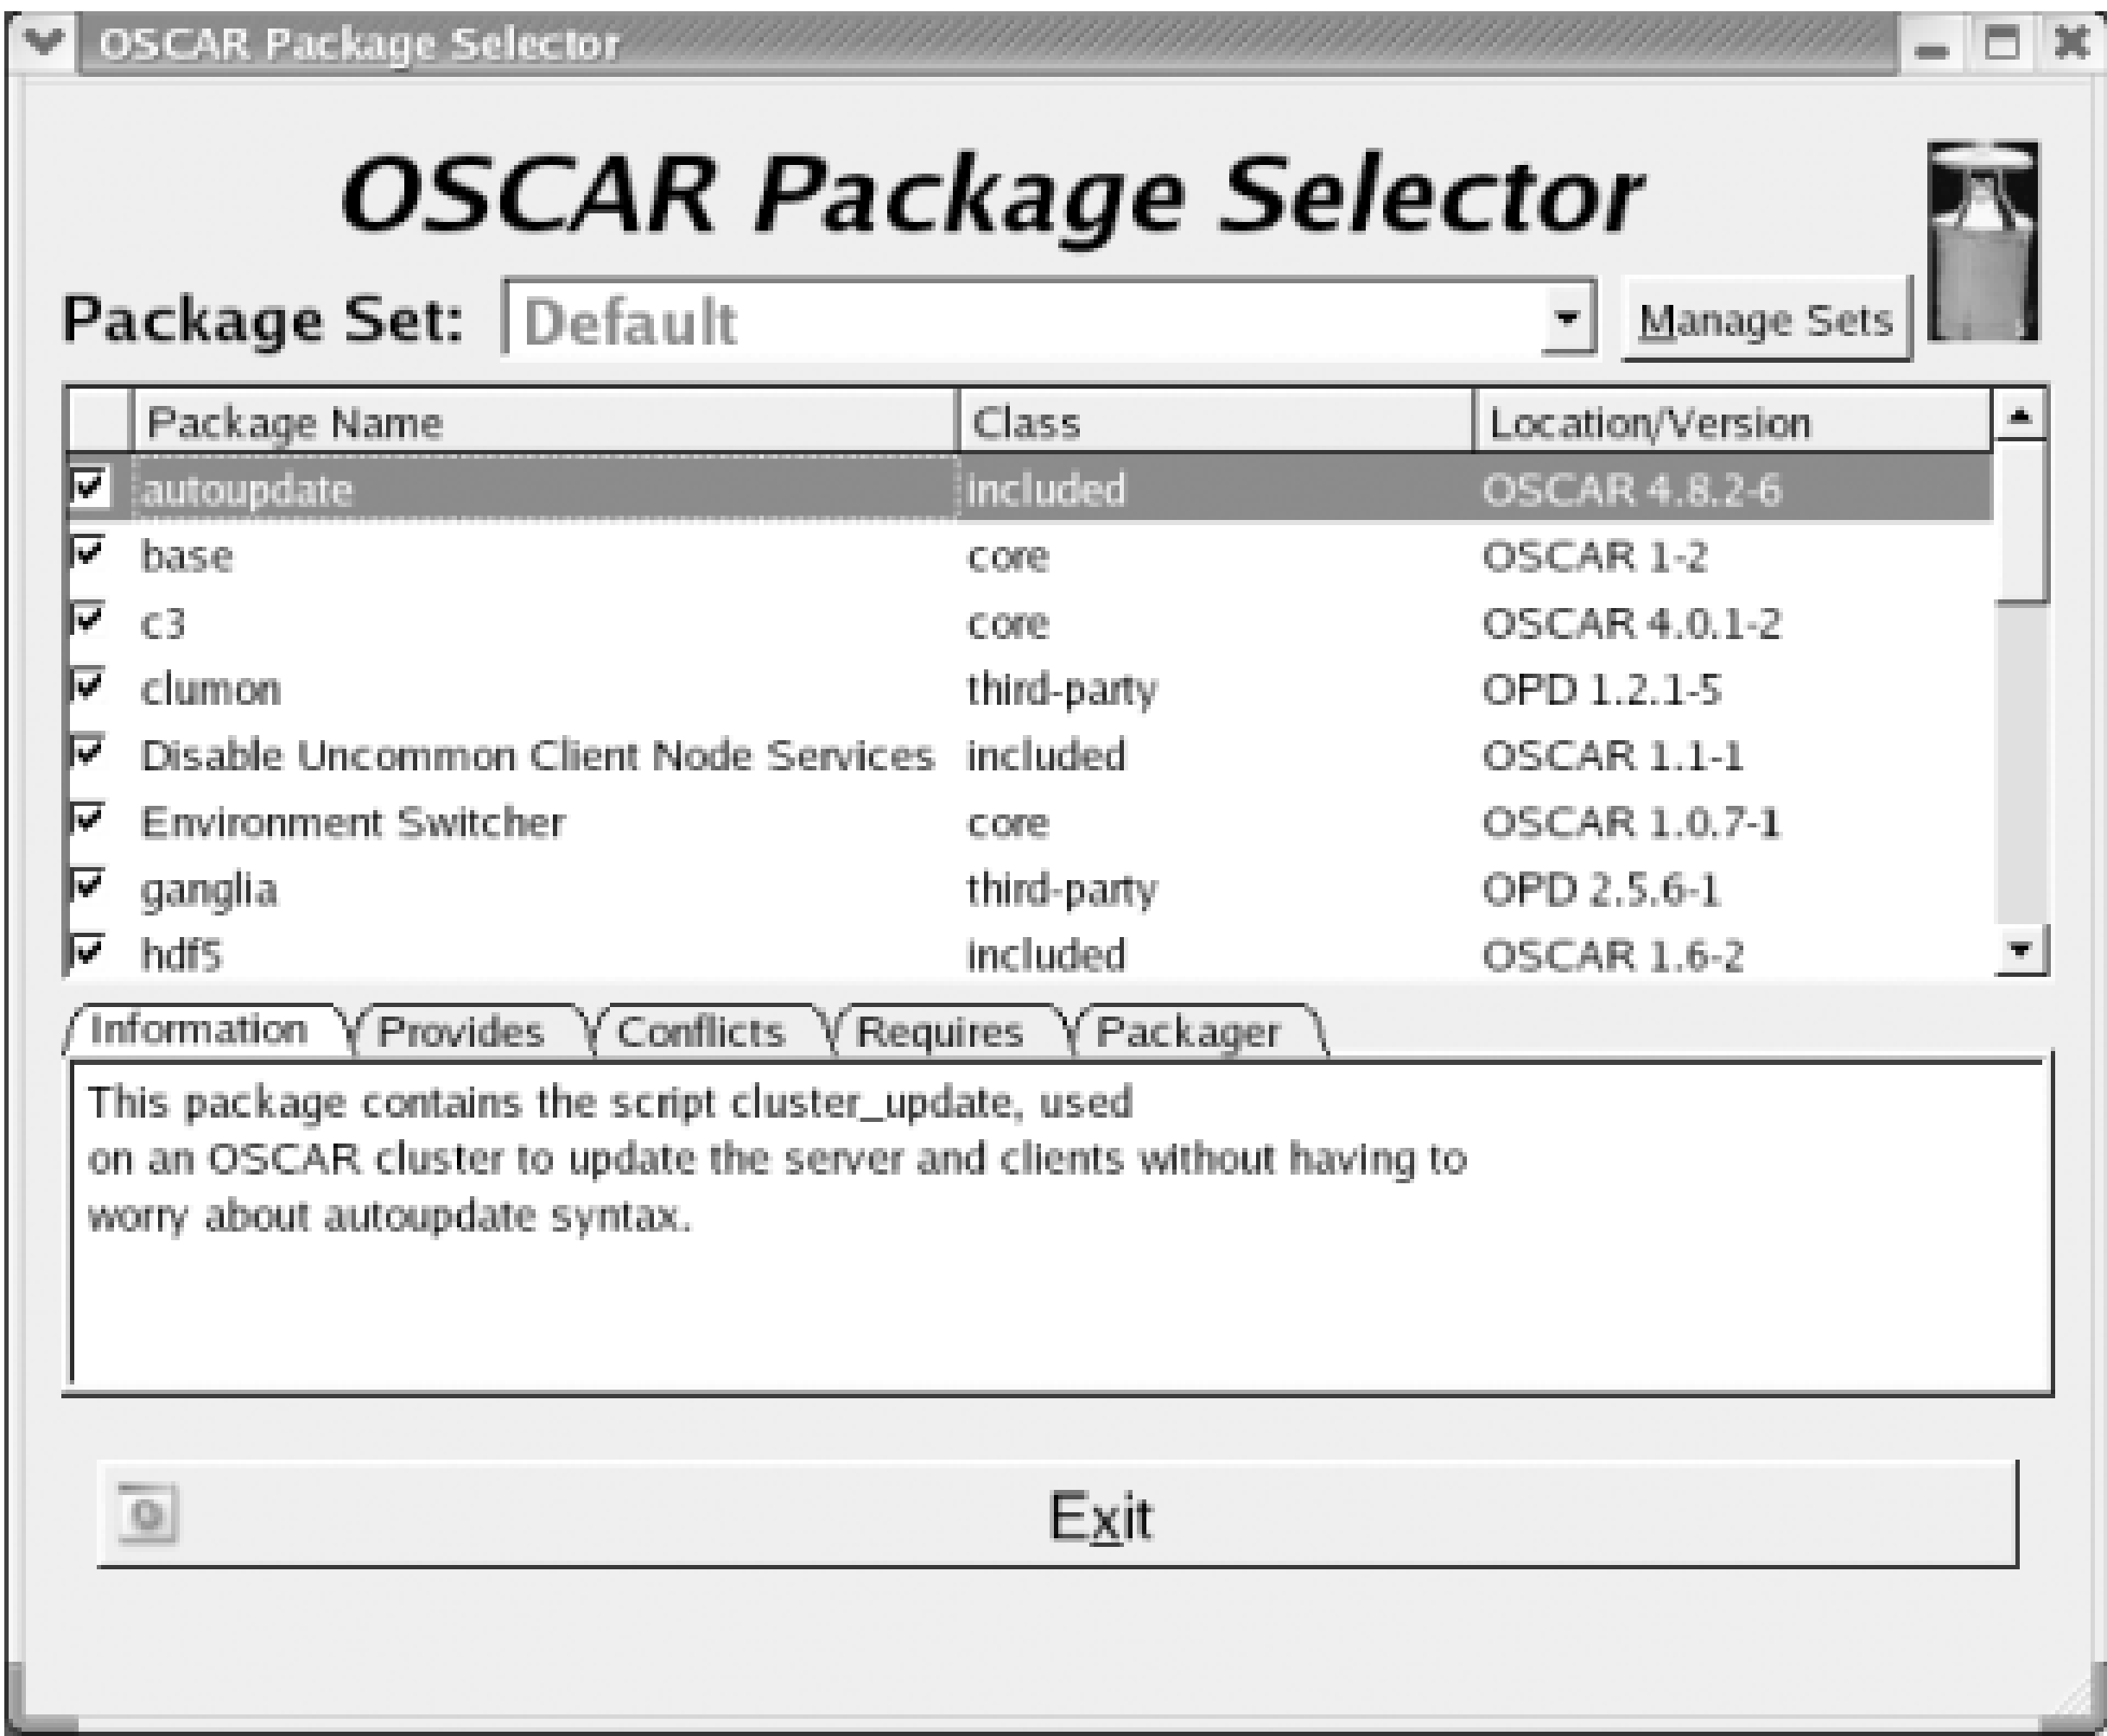 OSCAR Package Selector
OSCAR Package Selector
Package Set: Default Manage Sets
Package Name Class Location/Version
autoupdate included OSCAR 4.8.2-6
base core OSCAR 1-2
c3 core OSCAR 4.0.1-2
clumon third-party OPD 1.2.1-5
Disable Uncommon Client Node Services included OSCAR 1.1-1
Environment Switcher core OSCAR 1.0.7-1
ganglia third-party OPD 2.5.6-1
hdf5 included OSCAR 1.6-2
Information Provides Conflicts Requires Packager
This package contains the script cluster_update, used
on an OSCAR cluster to update the server and clients without having to
worry about autoupdate syntax.
Exit